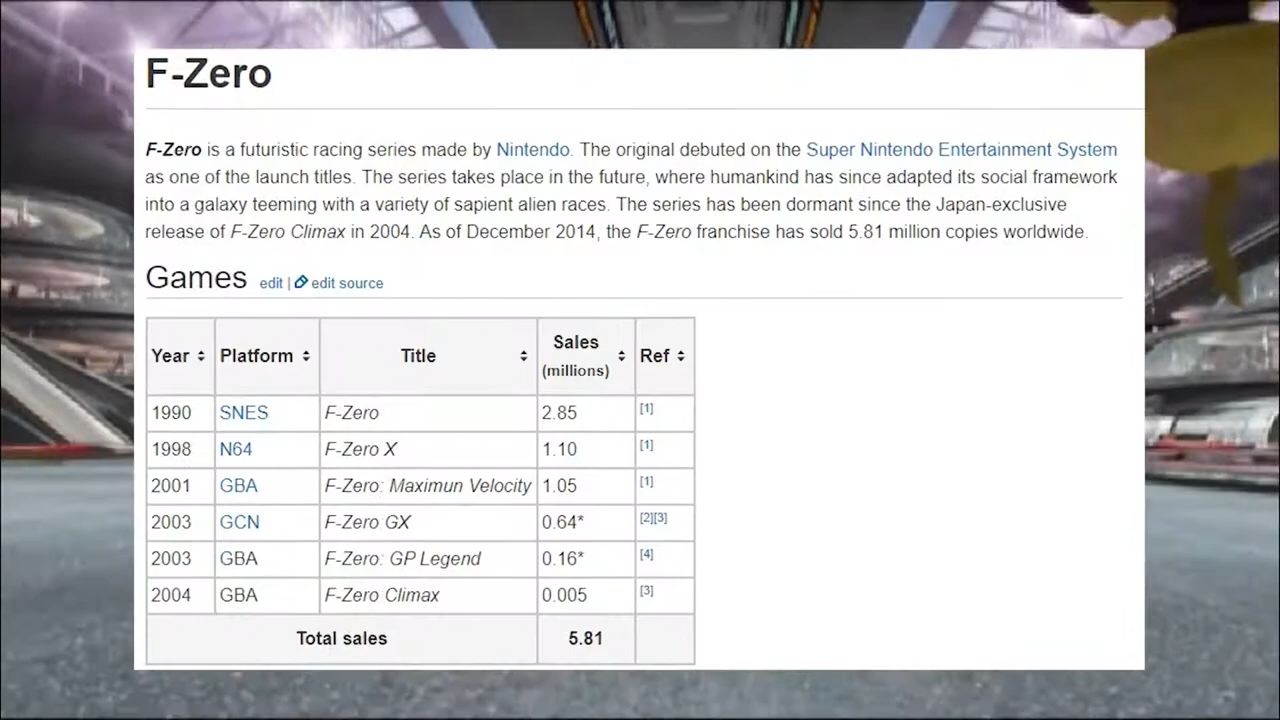 F-Zero
F-Zero is a futuristic racing series made by Nintendo. The original debuted on the Super Nintendo Entertainment System
as one of the launch titles. The series takes place in the future, where humankind has since adapted its social framework
into a galaxy teeming with a variety of sapient alien races. The series has been dormant since the Japan-exclusive
release of F-Zero Climax in 2004. As of December 2014, the F-Zero franchise has sold 5.81 million copies worldwide.
Games edit | edit source
Year Platform Title Sales (millions) Ref
1990 SNES F-Zero 2.85 [1]
1998 N64 F-Zero X 1.10 [1]
2001 GBA F-Zero: Maximun Velocity 1.05 [1]
2003 GCN F-Zero GX 0.64* [2][3]
2003 GBA F-Zero: GP Legend 0.16* [4]
2004 GBA F-Zero Climax 0.005 [3]
Total sales 5.81